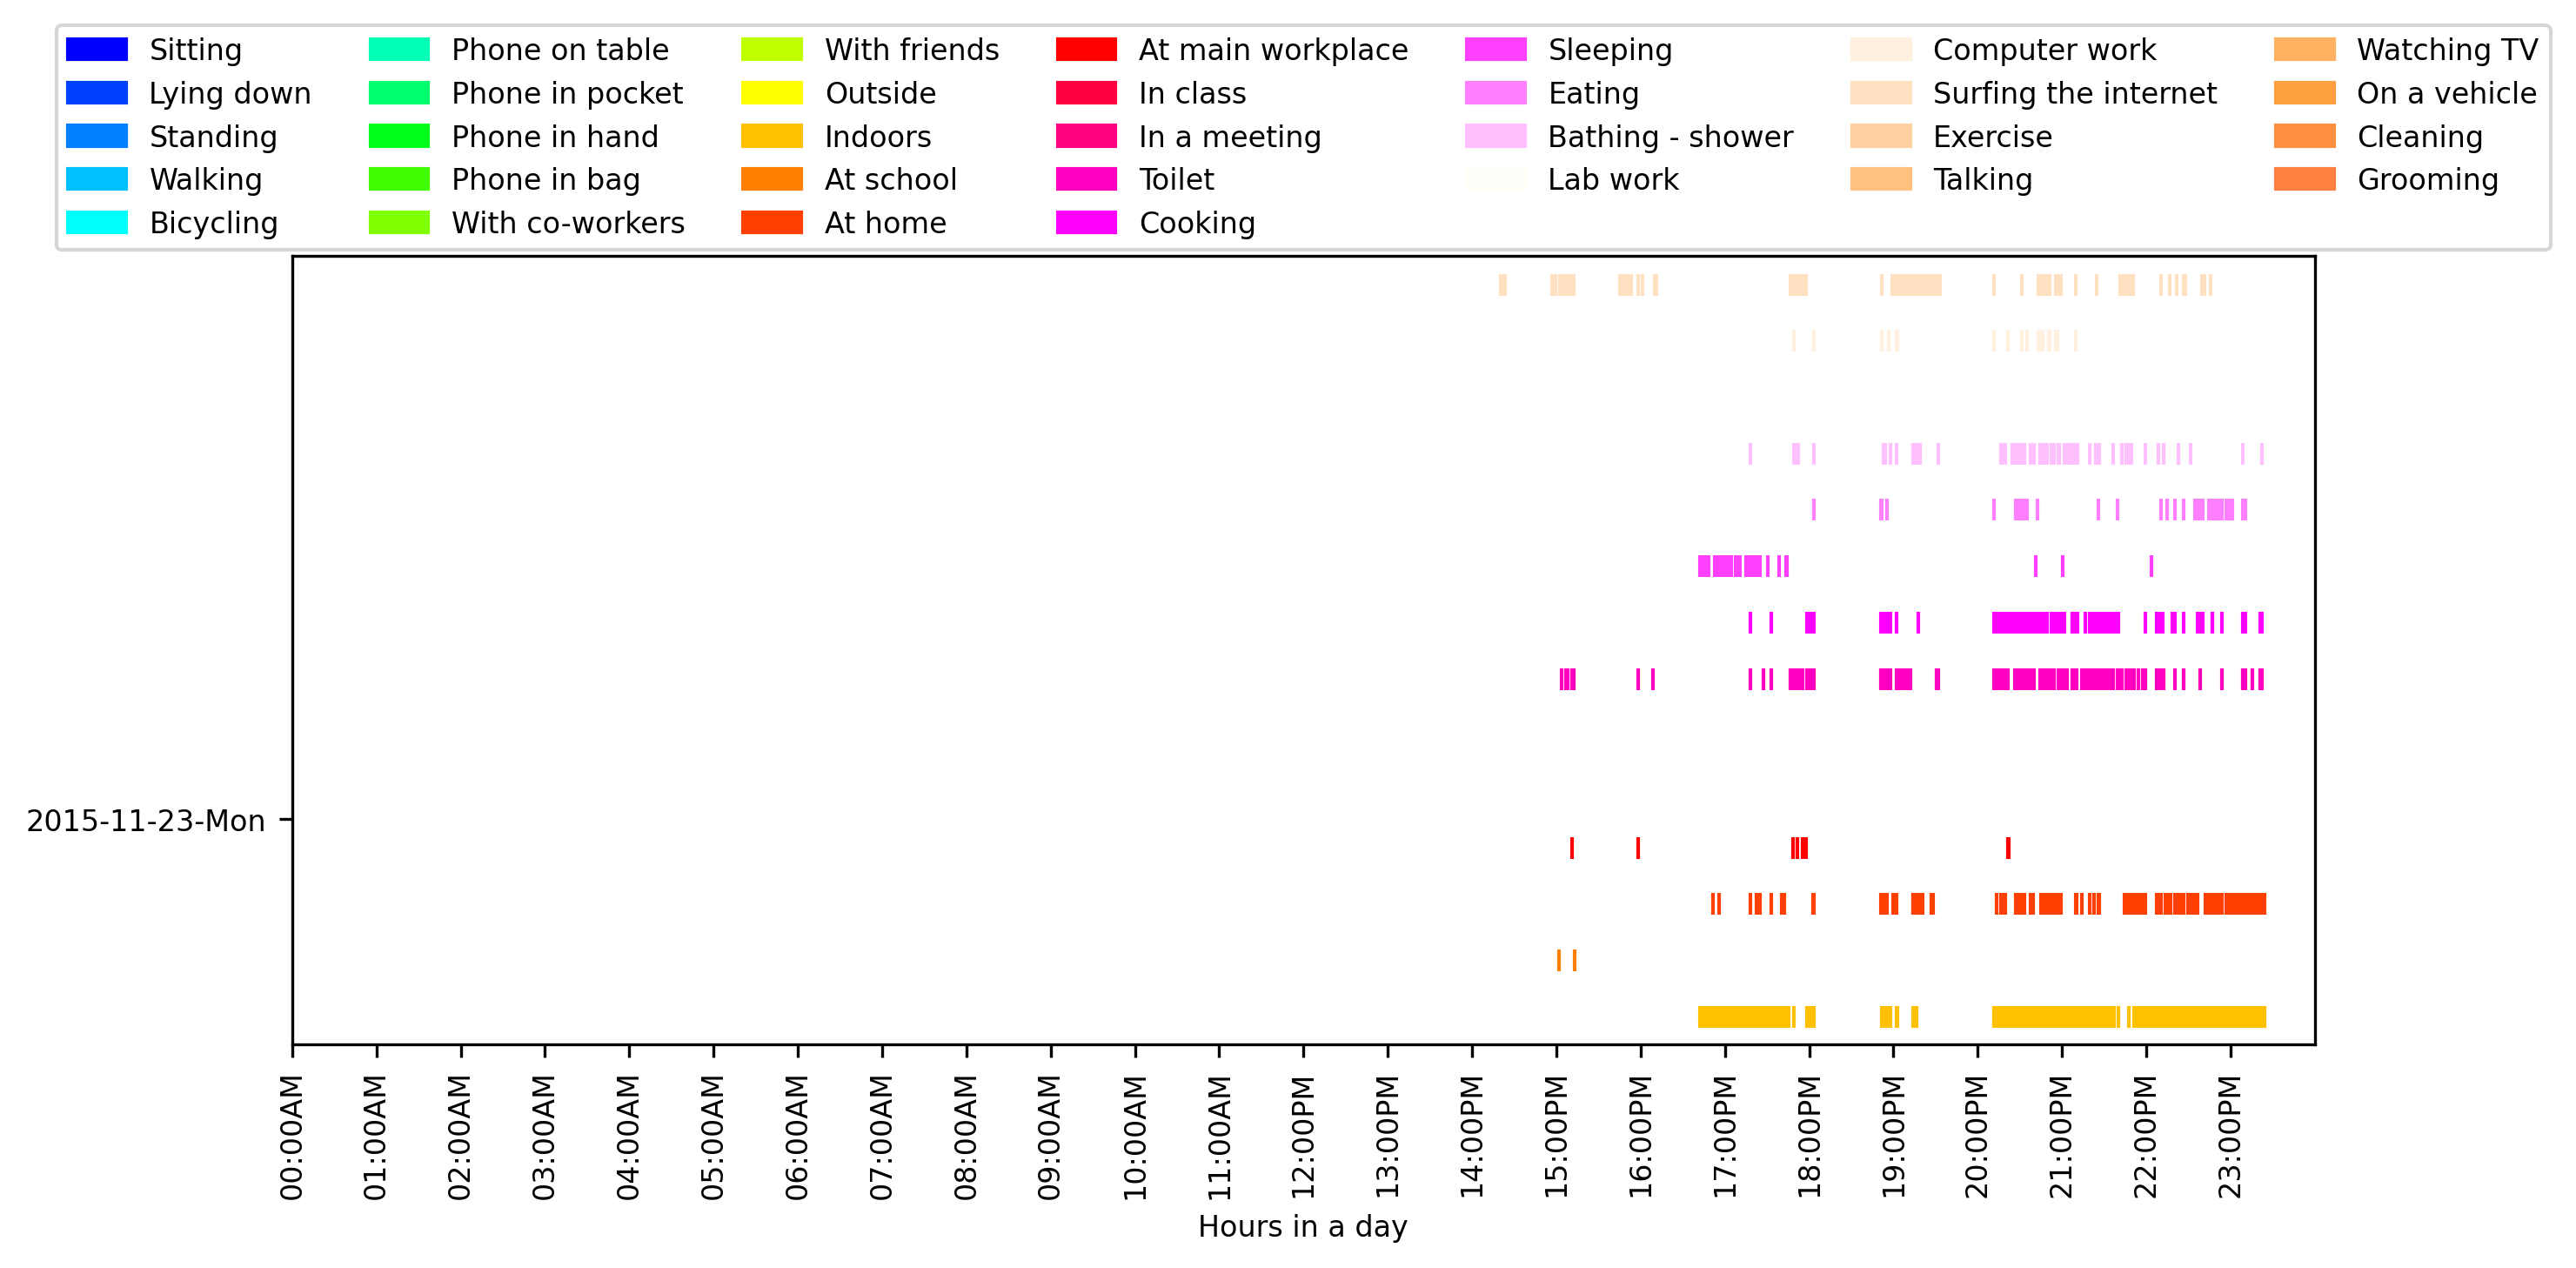 Sitting
Lying down
Standing
Walking
Bicycling
Phone on table
Phone in pocket
Phone in hand
Phone in bag
With co-workers
With friends
Outside
Indoors
At school
At home
At main workplace
In class
In a meeting
Toilet
Cooking
Sleeping
Eating
Bathing - shower
Lab work
Computer work
Surfing the internet
Exercise
Talking
Watching TV
On a vehicle
Cleaning
Grooming
2015-11-23-Mon
00:00AM
01:00AM
02:00AM
03:00AM
04:00AM
05:00AM
06:00AM
07:00AM
08:00AM
09:00AM
10:00AM
11:00AM
12:00PM
13:00PM
14:00PM
15:00PM
16:00PM
17:00PM
18:00PM
19:00PM
20:00PM
21:00PM
22:00PM
23:00PM
Hours in a day